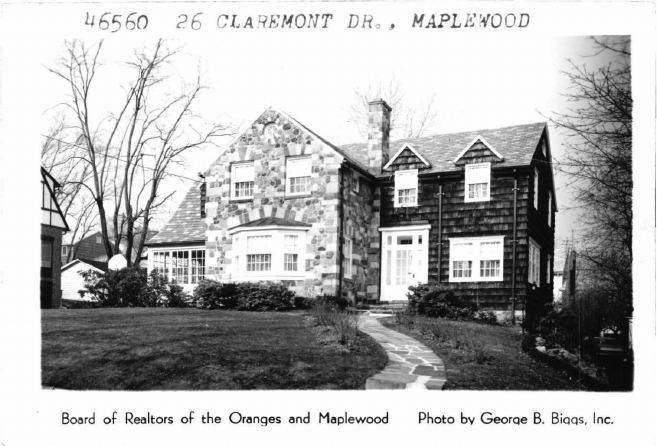 46560 26 CLAREMONT DR., MAPLEWOOD
Board of Realtors of the Oranges and Maplewood Photo by George B. Biggs, Inc.